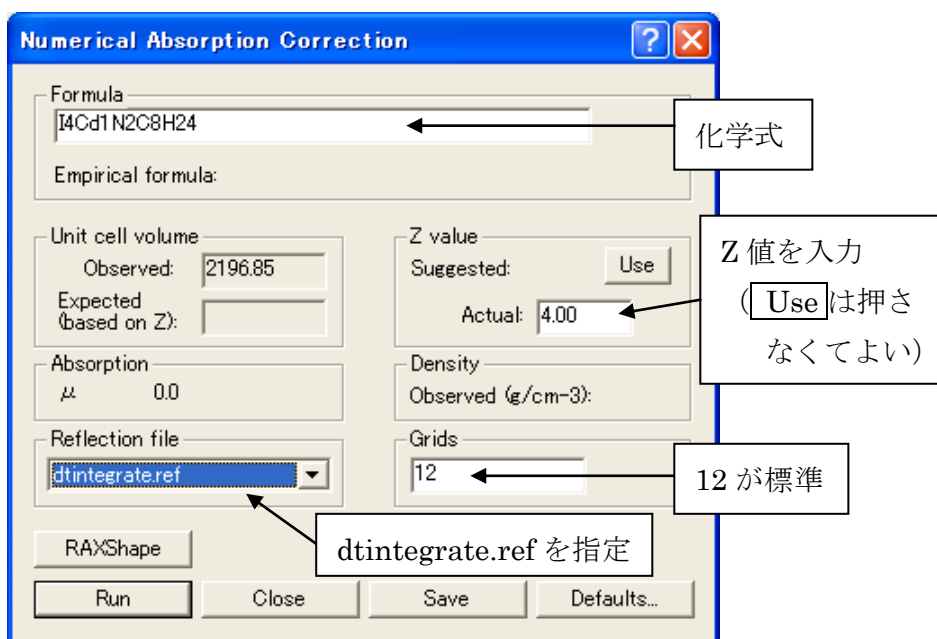 Numerical Absorption Correction
Formula
I4Cd1N2C8H24
化学式
Empirical formula:
Unit cell volume
Observed: 2196.85
Expected
(based on Z):
Z value
Suggested: Use
Actual: 4.00
Z 値を入力
( Use は押さ
なくてよい)
Absorption
μ 0.0
Density
Observed (g/cm-3):
Reflection file
dtintegrate.ref
Grids
12
12 が標準
dtintegrate.ref を指定
RAXShape
Run Close Save Defaults...